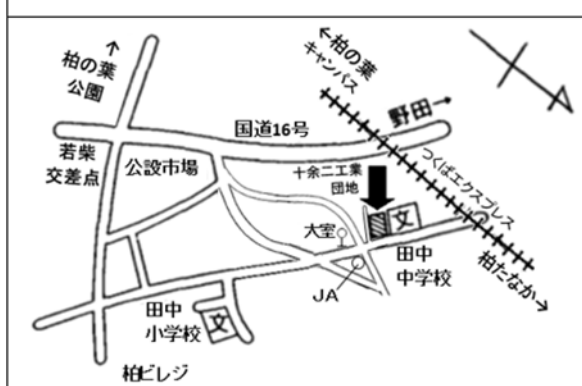 ↑
柏の葉
公園
←柏の葉
キャンパス
野田→
国道16号
若柴
交差点
公設市場
十余二工業
団地
つくばエクスプレス
大室
文
田中
中学校
JA
柏たなか→
田中
小学校
文
柏ビレジ